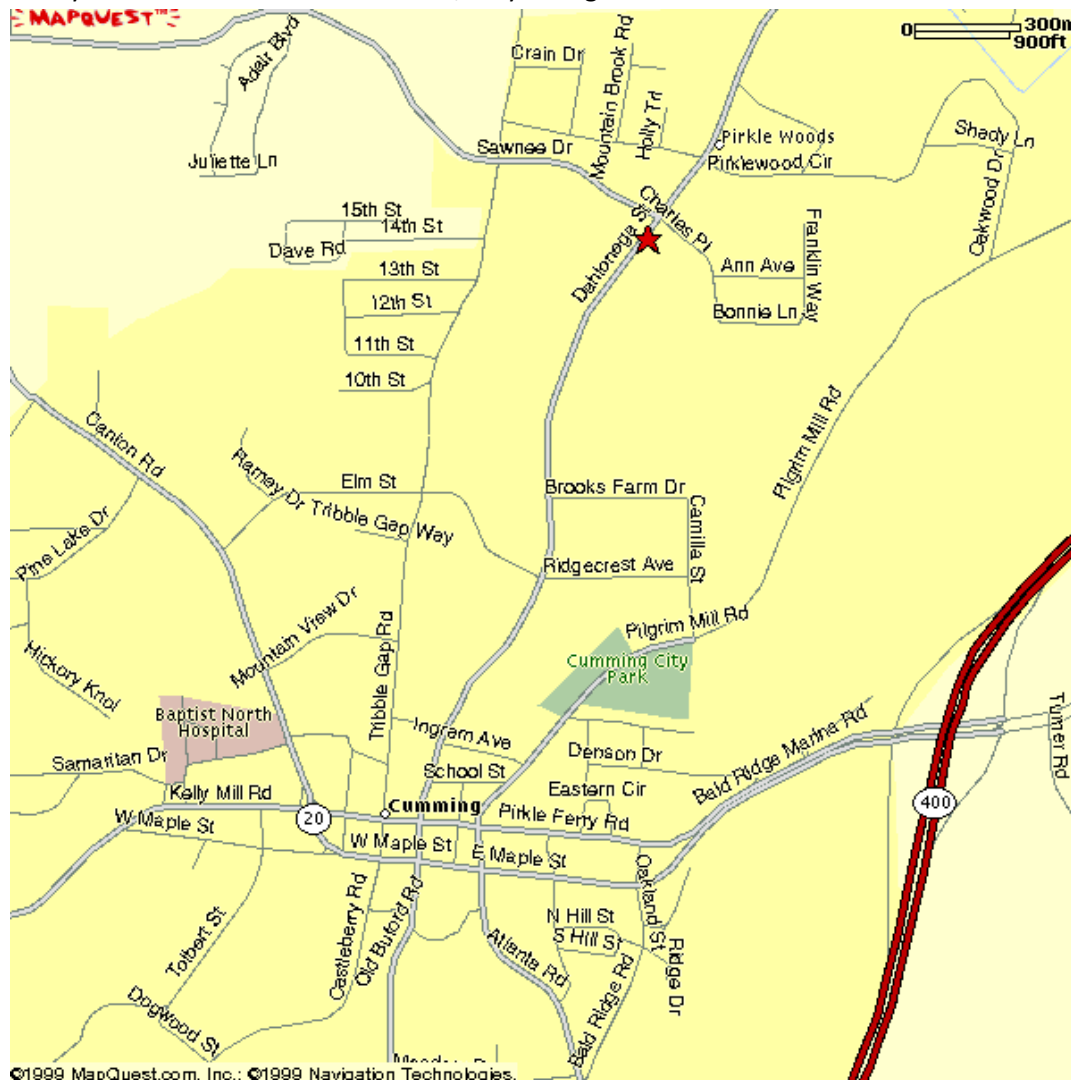 MAPQUEST™
0 300m
900ft
Adair Blvd
Crain Dr
Mountain Brook Rd
Holly Trl
Pirkle Woods
Shady Ln
Juliette Ln
Sawnee Dr
Pirklewood Cir
Oakwood Dr
Charles Pl
15th St
14th St
Dave Rd
Dahlonega St
Franklin Way
13th St
Ann Ave
12th St
Bonnie Ln
11th St
10th St
Canton Rd
Pilgrim Mill Rd
Ramey Dr
Elm St
Brooks Farm Dr
Tribble Gap Way
Camilla St
Pine Lake Dr
Ridgecrest Ave
Mountain View Dr
Tribble Gap Rd
Pilgrim Mill Rd
Hickory Knol
Cumming City
Park
Baptist North
Hospital
Ingram Ave
Denson Dr
Bald Ridge Marina Rd
Turner Rd
Samaritan Dr
School St
Eastern Cir
Kelly Mill Rd
Cumming
Pirkle Ferry Rd
400
20
W Maple St
W Maple St
E Maple St
Oakland St
Castleberry Rd
Old Buford Rd
N Hill St
S Hill St
Tolbert St
Atlanta Rd
Ridge Dr
Dogwood St
Bald Ridge Rd
©1999 MapQuest.com, Inc.; ©1999 Navigation Technologies.